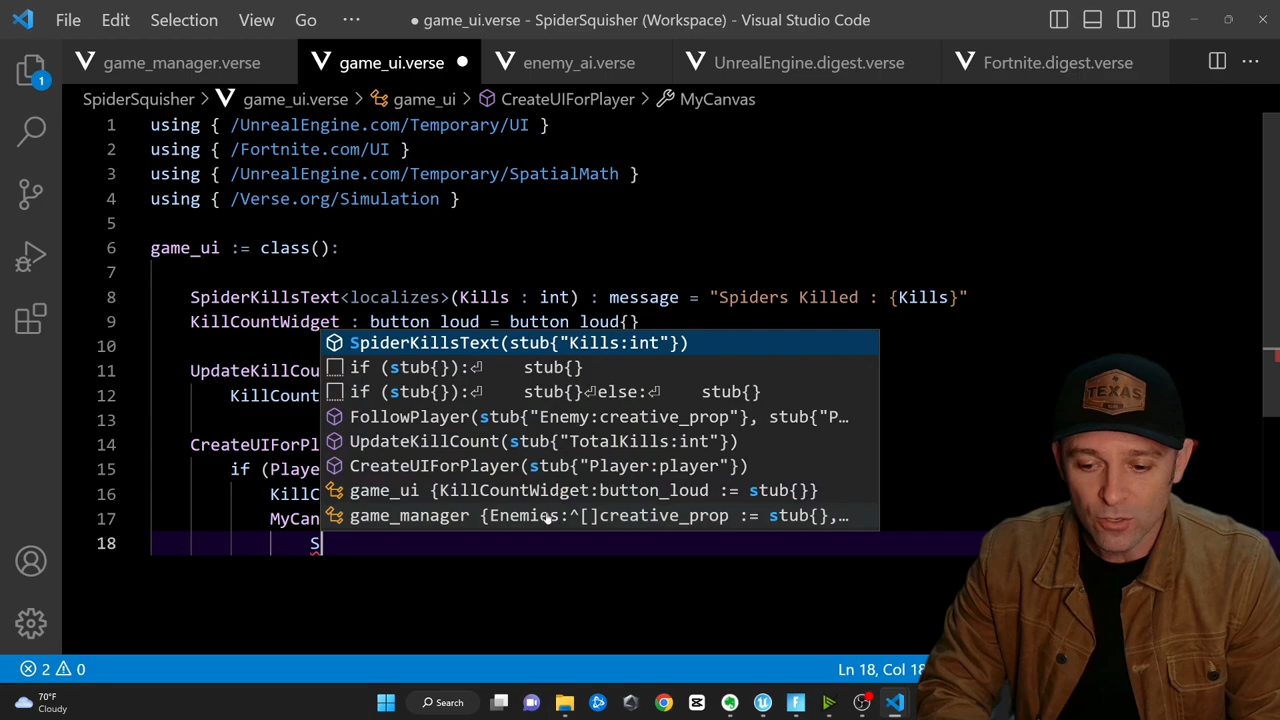 File Edit Selection View Go ··· ● game_ui.verse - SpiderSquisher (Workspace) - Visual Studio Code
game_manager.verse game_ui.verse ● enemy_ai.verse UnrealEngine.digest.verse Fortnite.digest.verse ···
1
SpiderSquisher > game_ui.verse > game_ui > CreateUIForPlayer > MyCanvas
1 using { /UnrealEngine.com/Temporary/UI }
2 using { /Fortnite.com/UI }
3 using { /UnrealEngine.com/Temporary/SpatialMath }
4 using { /Verse.org/Simulation }
5
6 game_ui := class():
7
8 SpiderKillsText<localizes>(Kills : int) : message = "Spiders Killed : {Kills}"
9 KillCountWidget : button_loud = button_loud{}
10 SpiderKillsText(stub{"Kills:int"})
if (stub{}):⏎ stub{}
11 UpdateKillCou
12 KillCount if (stub{}):⏎ stub{}⏎else:⏎ stub{}
13 FollowPlayer(stub{"Enemy:creative_prop"}, stub{"P…
14 CreateUIForPl UpdateKillCount(stub{"TotalKills:int"})
15 if (Playe CreateUIForPlayer(stub{"Player:player"})
16 KillC game_ui {KillCountWidget:button_loud := stub{}}
17 MyCan game_manager {Enemies:^[]creative_prop := stub{},…
18 S
TEXAS
2 0 Ln 18, Col 18
70°F
Cloudy
Search